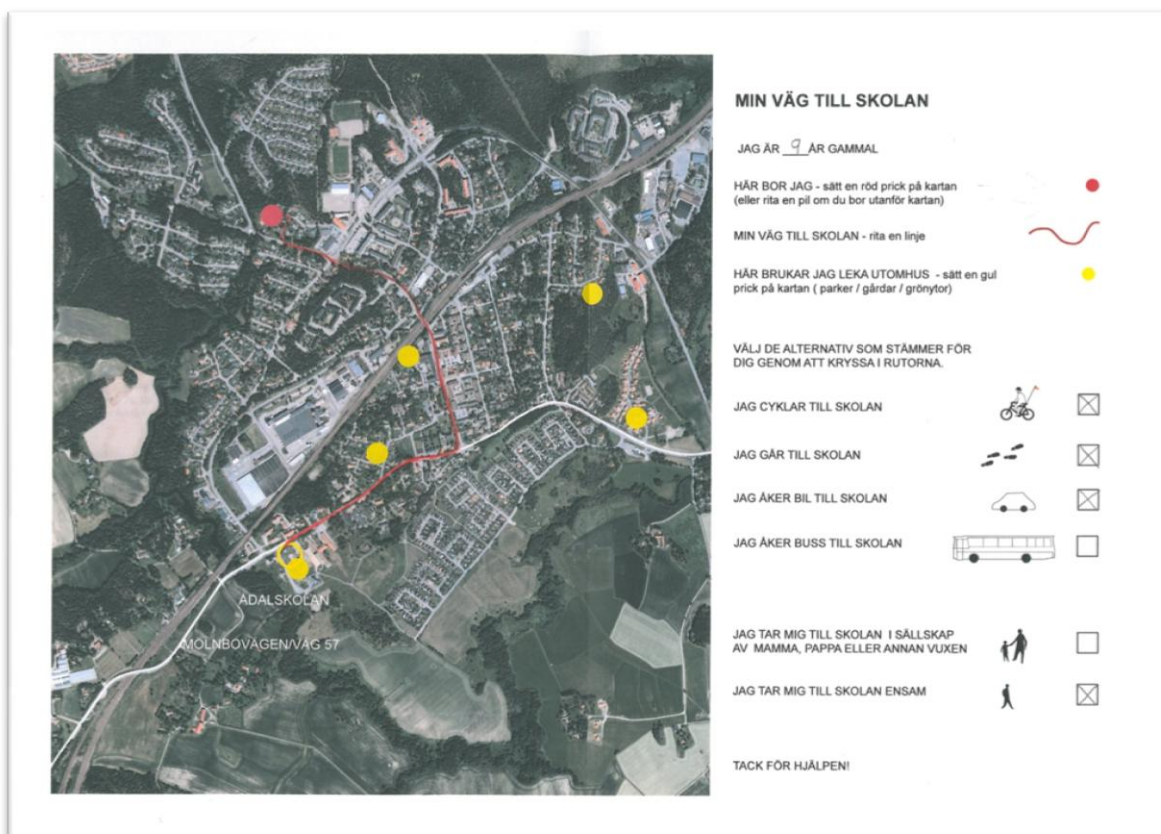 MIN VÄG TILL SKOLAN
JAG ÄR 9 ÅR GAMMAL
HÄR BOR JAG - sätt en röd prick på kartan
(eller rita en pil om du bor utanför kartan)
MIN VÄG TILL SKOLAN - rita en linje
HÄR BRUKAR JAG LEKA UTOMHUS - sätt en gul
prick på kartan ( parker / gårdar / grönytor)
VÄLJ DE ALTERNATIV SOM STÄMMER FÖR
DIG GENOM ATT KRYSSA I RUTORNA.
JAG CYKLAR TILL SKOLAN
JAG GÅR TILL SKOLAN
JAG ÅKER BIL TILL SKOLAN
JAG ÅKER BUSS TILL SKOLAN
JAG TAR MIG TILL SKOLAN I SÄLLSKAP
AV MAMMA, PAPPA ELLER ANNAN VUXEN
JAG TAR MIG TILL SKOLAN ENSAM
TACK FÖR HJÄLPEN!
ADALSKOLAN
MÖLNBOVÄGEN/VÄG 57